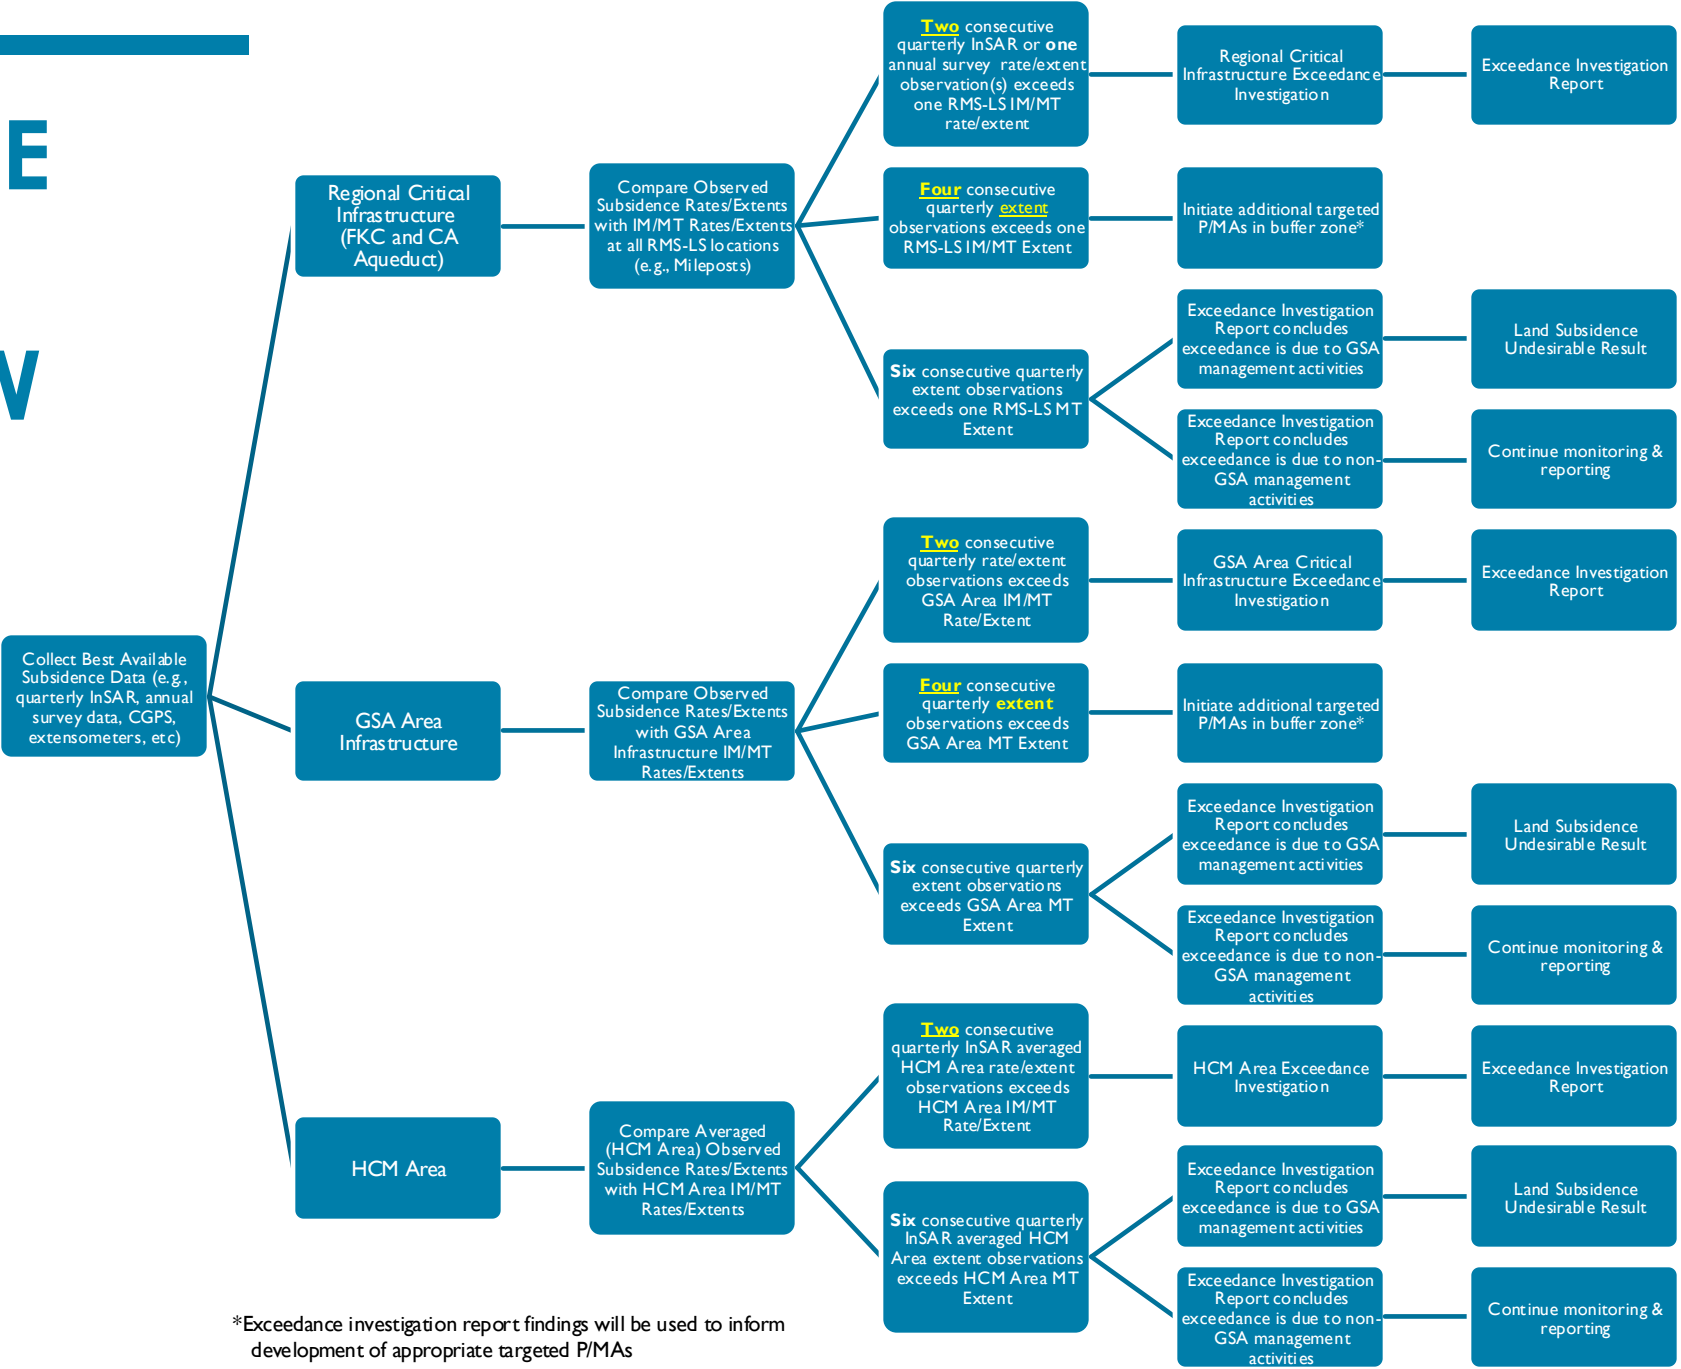 E
W
Collect Best Available
Subsidence Data (e.g.,
quarterly InSAR, annual
survey data, CGPS,
extensometers, etc)
Regional Critical
Infrastructure
(FKC and CA
Aqueduct)
Compare Observed
Subsidence Rates/Extents
with IM/MT Rates/Extents
at all RMS-LS locations
(e.g., Mileposts)
Two consecutive
quarterly InSAR or one
annual survey rate/extent
observation(s) exceeds
one RMS-LS IM/MT
rate/extent
Regional Critical
Infrastructure Exceedance
Investigation
Exceedance Investigation
Report
Four consecutive
quarterly extent
observations exceeds one
RMS-LS IM/MT Extent
Initiate additional targeted
P/MAs in buffer zone*
Six consecutive quarterly
extent observations
exceeds one RMS-LS MT
Extent
Exceedance Investigation
Report concludes
exceedance is due to GSA
management activities
Land Subsidence
Undesirable Result
Exceedance Investigation
Report concludes
exceedance is due to non-
GSA management
activities
Continue monitoring &
reporting
GSA Area
Infrastructure
Compare Observed
Subsidence Rates/Extents
with GSA Area
Infrastructure IM/MT
Rates/Extents
Two consecutive
quarterly rate/extent
observations exceeds
GSA Area IM/MT
Rate/Extent
GSA Area Critical
Infrastructure Exceedance
Investigation
Exceedance Investigation
Report
Four consecutive
quarterly extent
observations exceeds
GSA Area MT Extent
Initiate additional targeted
P/MAs in buffer zone*
Six consecutive quarterly
extent observations
exceeds GSA Area MT
Extent
Exceedance Investigation
Report concludes
exceedance is due to GSA
management activities
Land Subsidence
Undesirable Result
Exceedance Investigation
Report concludes
exceedance is due to non-
GSA management
activities
Continue monitoring &
reporting
HCM Area
Compare Averaged
(HCM Area) Observed
Subsidence Rates/Extents
with HCM Area IM/MT
Rates/Extents
Two consecutive
quarterly InSAR averaged
HCM Area rate/extent
observations exceeds
HCM Area IM/MT
Rate/Extent
HCM Area Exceedance
Investigation
Exceedance Investigation
Report
Six consecutive quarterly
InSAR averaged HCM
Area extent observations
exceeds HCM Area MT
Extent
Exceedance Investigation
Report concludes
exceedance is due to GSA
management activities
Land Subsidence
Undesirable Result
Exceedance Investigation
Report concludes
exceedance is due to non-
GSA management
activities
Continue monitoring &
reporting
*Exceedance investigation report findings will be used to inform
development of appropriate targeted P/MAs